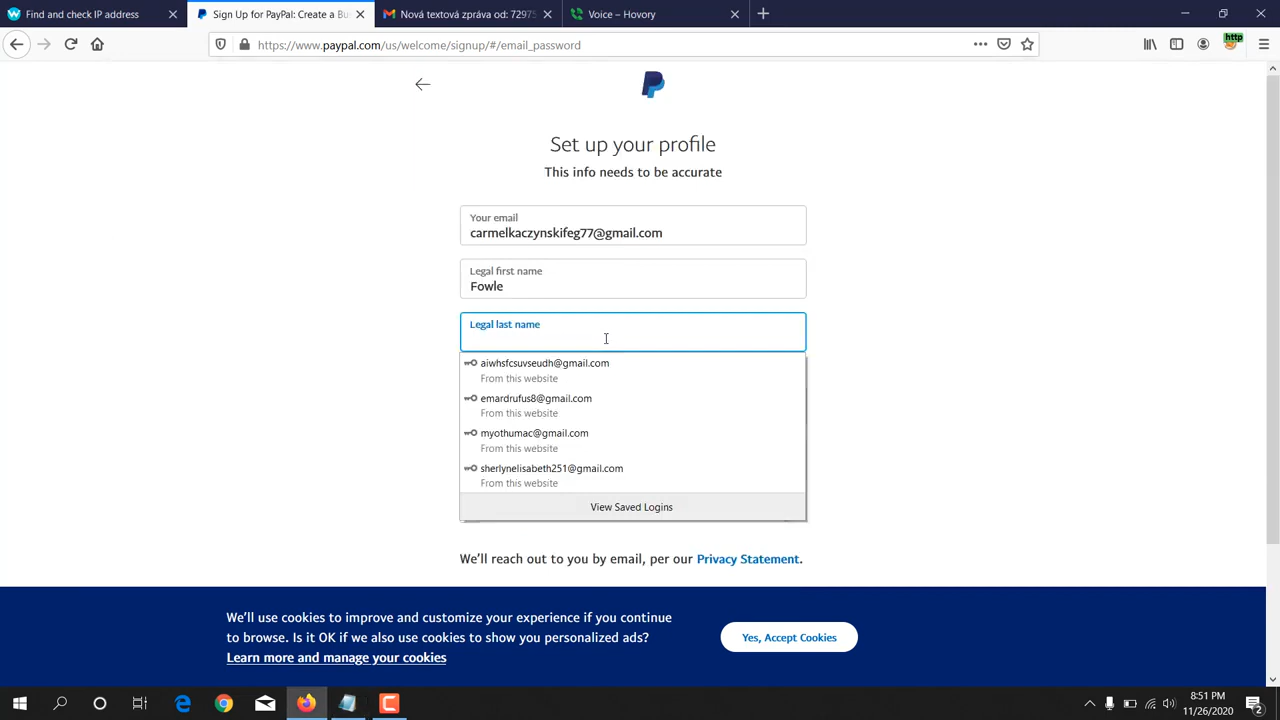 Find and check IP address
Sign Up for PayPal: Create a Bu
Nová textová zpráva od: 7297
Voice – Hovory
https://www.paypal.com/us/welcome/signup/#/email_password
http
Set up your profile
This info needs to be accurate
Your email
carmelkaczynskifeg77@gmail.com
Legal first name
Fowle
Legal last name
aiwhsfcsuvseudh@gmail.com
From this website
emardrufus8@gmail.com
From this website
myothumac@gmail.com
From this website
sherlynelisabeth251@gmail.com
From this website
View Saved Logins
We’ll reach out to you by email, per our Privacy Statement.
We’ll use cookies to improve and customize your experience if you continue
to browse. Is it OK if we also use cookies to show you personalized ads?
Learn more and manage your cookies
Yes, Accept Cookies
8:51 PM
11/26/2020
2